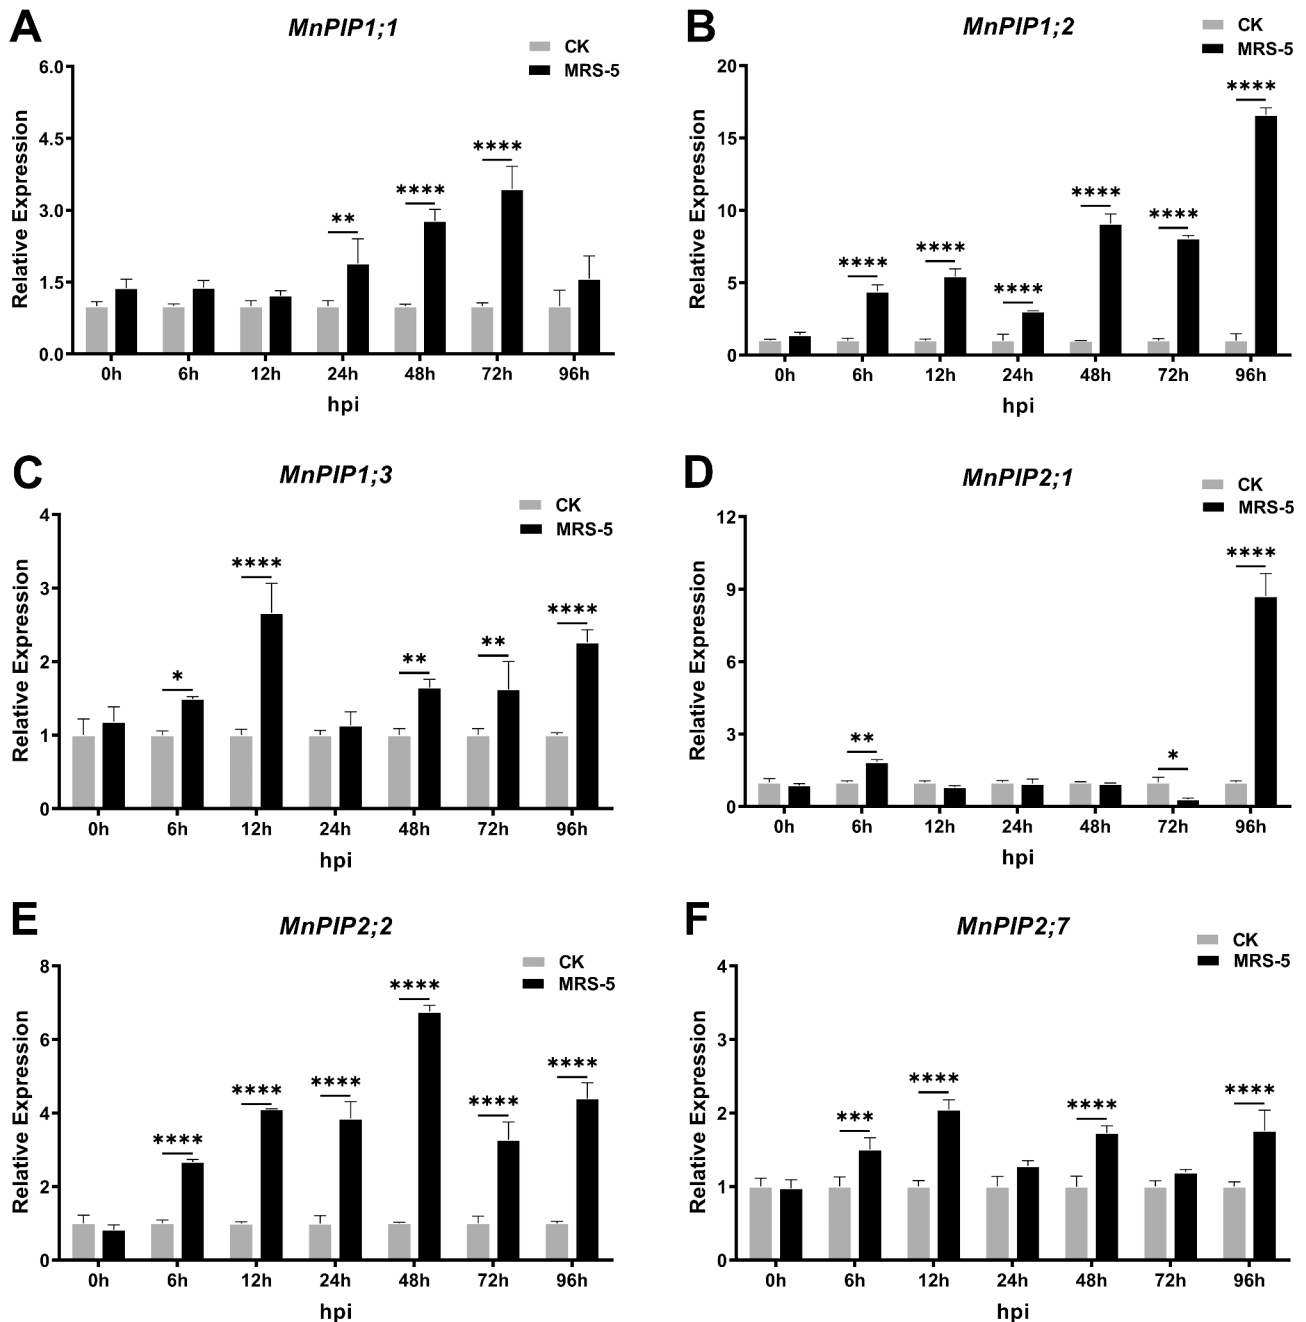 A
MnPIP1;1
CK
MRS-5
Relative Expression
6.0
4.5
3.0
1.5
0.0
**
****
****
0h 6h 12h 24h 48h 72h 96h
hpi
B
MnPIP1;2
CK
MRS-5
Relative Expression
20
15
10
5
0
****
****
****
****
****
****
0h 6h 12h 24h 48h 72h 96h
hpi
C
MnPIP1;3
CK
MRS-5
Relative Expression
4
3
2
1
0
*
****
**
**
****
0h 6h 12h 24h 48h 72h 96h
hpi
D
MnPIP2;1
CK
MRS-5
Relative Expression
12
9
6
3
0
**
*
****
0h 6h 12h 24h 48h 72h 96h
hpi
E
MnPIP2;2
CK
MRS-5
Relative Expression
8
6
4
2
0
****
****
****
****
****
****
0h 6h 12h 24h 48h 72h 96h
hpi
F
MnPIP2;7
CK
MRS-5
Relative Expression
4
3
2
1
0
***
****
****
****
0h 6h 12h 24h 48h 72h 96h
hpi